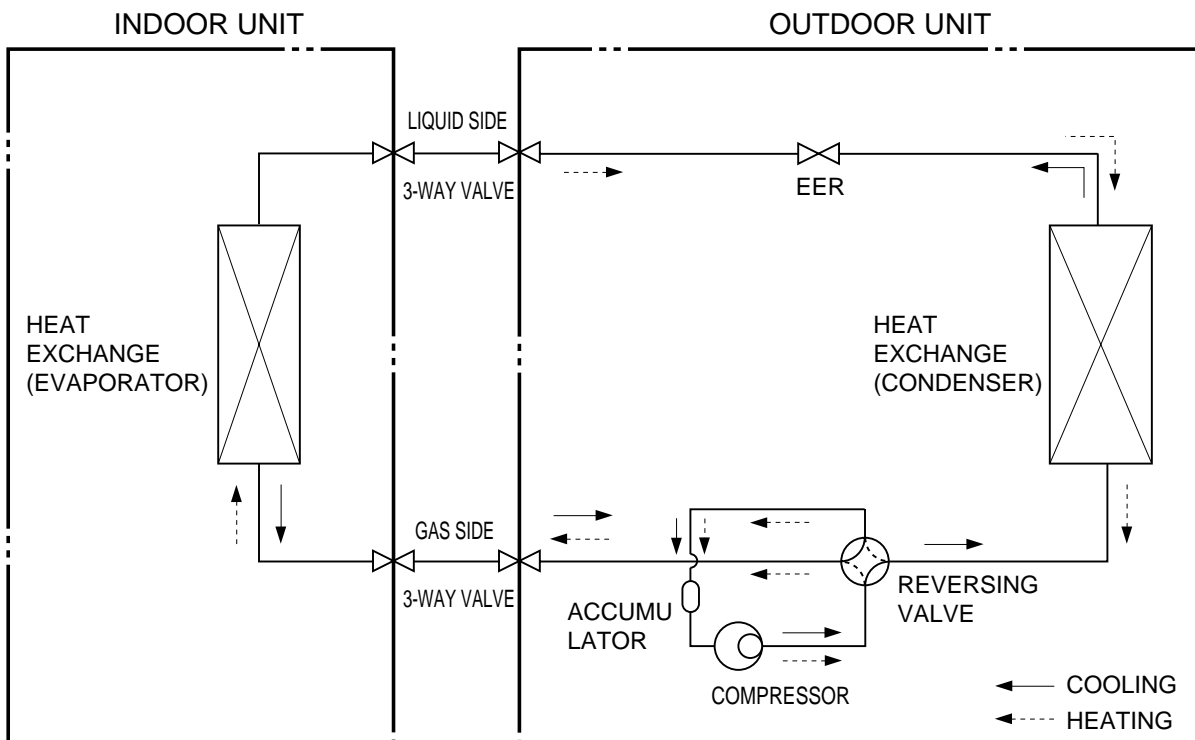 INDOOR UNIT
OUTDOOR UNIT
LIQUID SIDE
3-WAY VALVE
EER
HEAT
EXCHANGE
(EVAPORATOR)
HEAT
EXCHANGE
(CONDENSER)
GAS SIDE
3-WAY VALVE
REVERSING
VALVE
ACCUMU
LATOR
COMPRESSOR
COOLING
HEATING